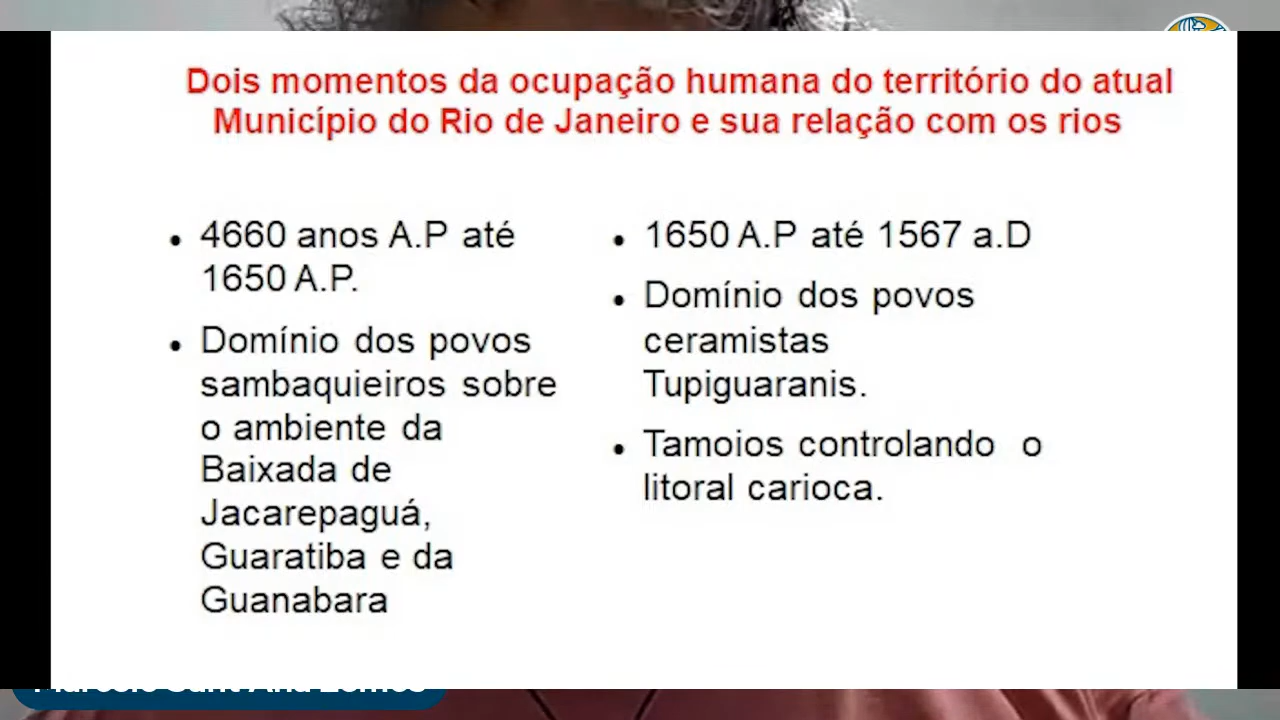 Dois momentos da ocupação humana do território do atual
Município do Rio de Janeiro e sua relação com os rios
• 4660 anos A.P até
1650 A.P.
• Domínio dos povos
sambaquieiros sobre
o ambiente da
Baixada de
Jacarepaguá,
Guaratiba e da
Guanabara
• 1650 A.P até 1567 a.D
• Domínio dos povos
ceramistas
Tupiguaranis.
• Tamoios controlando o
litoral carioca.